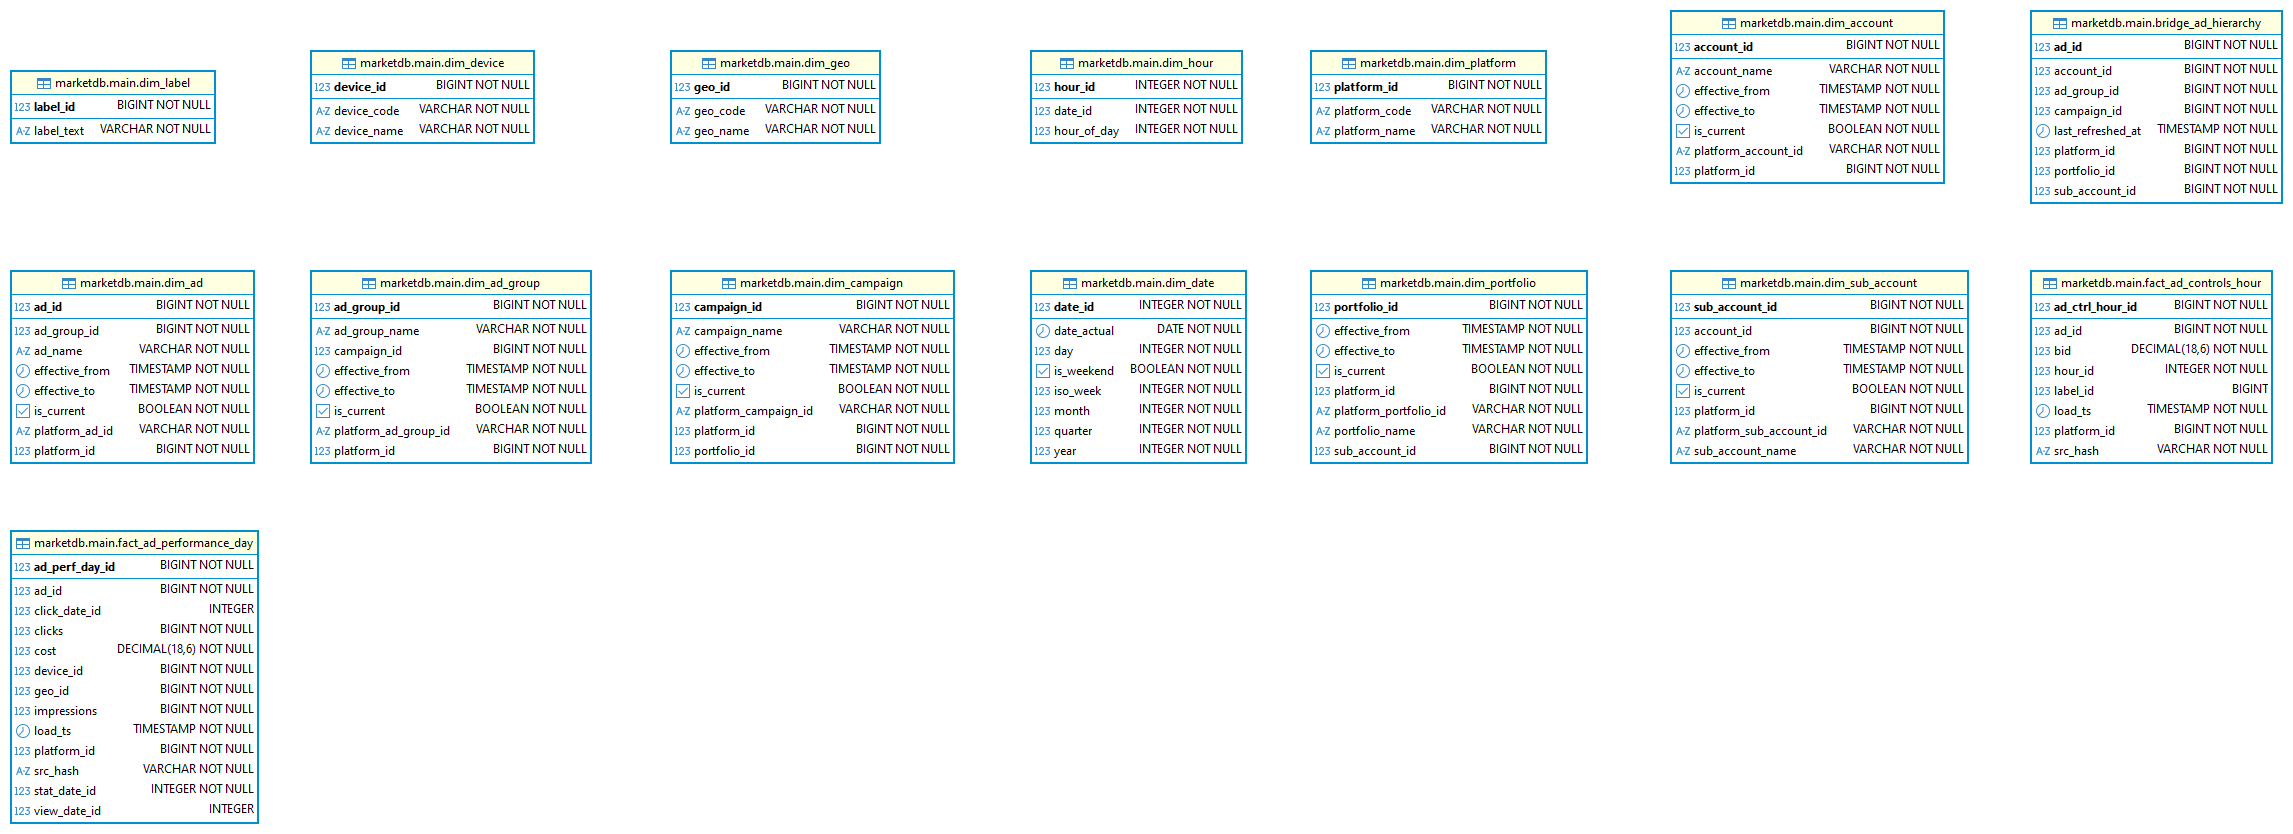 marketdb.main.dim_label
123 label_id BIGINT NOT NULL
A-Z label_text VARCHAR NOT NULL
marketdb.main.dim_device
123 device_id BIGINT NOT NULL
A-Z device_code VARCHAR NOT NULL
A-Z device_name VARCHAR NOT NULL
marketdb.main.dim_geo
123 geo_id BIGINT NOT NULL
A-Z geo_code VARCHAR NOT NULL
A-Z geo_name VARCHAR NOT NULL
marketdb.main.dim_hour
123 hour_id INTEGER NOT NULL
123 date_id INTEGER NOT NULL
123 hour_of_day INTEGER NOT NULL
marketdb.main.dim_platform
123 platform_id BIGINT NOT NULL
A-Z platform_code VARCHAR NOT NULL
A-Z platform_name VARCHAR NOT NULL
marketdb.main.dim_account
123 account_id BIGINT NOT NULL
A-Z account_name VARCHAR NOT NULL
effective_from TIMESTAMP NOT NULL
effective_to TIMESTAMP NOT NULL
is_current BOOLEAN NOT NULL
A-Z platform_account_id VARCHAR NOT NULL
123 platform_id BIGINT NOT NULL
marketdb.main.bridge_ad_hierarchy
123 ad_id BIGINT NOT NULL
123 account_id BIGINT NOT NULL
123 ad_group_id BIGINT NOT NULL
123 campaign_id BIGINT NOT NULL
last_refreshed_at TIMESTAMP NOT NULL
123 platform_id BIGINT NOT NULL
123 portfolio_id BIGINT NOT NULL
123 sub_account_id BIGINT NOT NULL
marketdb.main.dim_ad
123 ad_id BIGINT NOT NULL
123 ad_group_id BIGINT NOT NULL
A-Z ad_name VARCHAR NOT NULL
effective_from TIMESTAMP NOT NULL
effective_to TIMESTAMP NOT NULL
is_current BOOLEAN NOT NULL
A-Z platform_ad_id VARCHAR NOT NULL
123 platform_id BIGINT NOT NULL
marketdb.main.dim_ad_group
123 ad_group_id BIGINT NOT NULL
A-Z ad_group_name VARCHAR NOT NULL
123 campaign_id BIGINT NOT NULL
effective_from TIMESTAMP NOT NULL
effective_to TIMESTAMP NOT NULL
is_current BOOLEAN NOT NULL
A-Z platform_ad_group_id VARCHAR NOT NULL
123 platform_id BIGINT NOT NULL
marketdb.main.dim_campaign
123 campaign_id BIGINT NOT NULL
A-Z campaign_name VARCHAR NOT NULL
effective_from TIMESTAMP NOT NULL
effective_to TIMESTAMP NOT NULL
is_current BOOLEAN NOT NULL
A-Z platform_campaign_id VARCHAR NOT NULL
123 platform_id BIGINT NOT NULL
123 portfolio_id BIGINT NOT NULL
marketdb.main.dim_date
123 date_id INTEGER NOT NULL
date_actual DATE NOT NULL
123 day INTEGER NOT NULL
is_weekend BOOLEAN NOT NULL
123 iso_week INTEGER NOT NULL
123 month INTEGER NOT NULL
123 quarter INTEGER NOT NULL
123 year INTEGER NOT NULL
marketdb.main.dim_portfolio
123 portfolio_id BIGINT NOT NULL
effective_from TIMESTAMP NOT NULL
effective_to TIMESTAMP NOT NULL
is_current BOOLEAN NOT NULL
123 platform_id BIGINT NOT NULL
A-Z platform_portfolio_id VARCHAR NOT NULL
A-Z portfolio_name VARCHAR NOT NULL
123 sub_account_id BIGINT NOT NULL
marketdb.main.dim_sub_account
123 sub_account_id BIGINT NOT NULL
123 account_id BIGINT NOT NULL
effective_from TIMESTAMP NOT NULL
effective_to TIMESTAMP NOT NULL
is_current BOOLEAN NOT NULL
123 platform_id BIGINT NOT NULL
A-Z platform_sub_account_id VARCHAR NOT NULL
A-Z sub_account_name VARCHAR NOT NULL
marketdb.main.fact_ad_controls_hour
123 ad_ctrl_hour_id BIGINT NOT NULL
123 ad_id BIGINT NOT NULL
123 bid DECIMAL(18,6) NOT NULL
123 hour_id INTEGER NOT NULL
123 label_id BIGINT
load_ts TIMESTAMP NOT NULL
123 platform_id BIGINT NOT NULL
A-Z src_hash VARCHAR NOT NULL
marketdb.main.fact_ad_performance_day
123 ad_perf_day_id BIGINT NOT NULL
123 ad_id BIGINT NOT NULL
123 click_date_id INTEGER
123 clicks BIGINT NOT NULL
123 cost DECIMAL(18,6) NOT NULL
123 device_id BIGINT NOT NULL
123 geo_id BIGINT NOT NULL
123 impressions BIGINT NOT NULL
load_ts TIMESTAMP NOT NULL
123 platform_id BIGINT NOT NULL
A-Z src_hash VARCHAR NOT NULL
123 stat_date_id INTEGER NOT NULL
123 view_date_id INTEGER